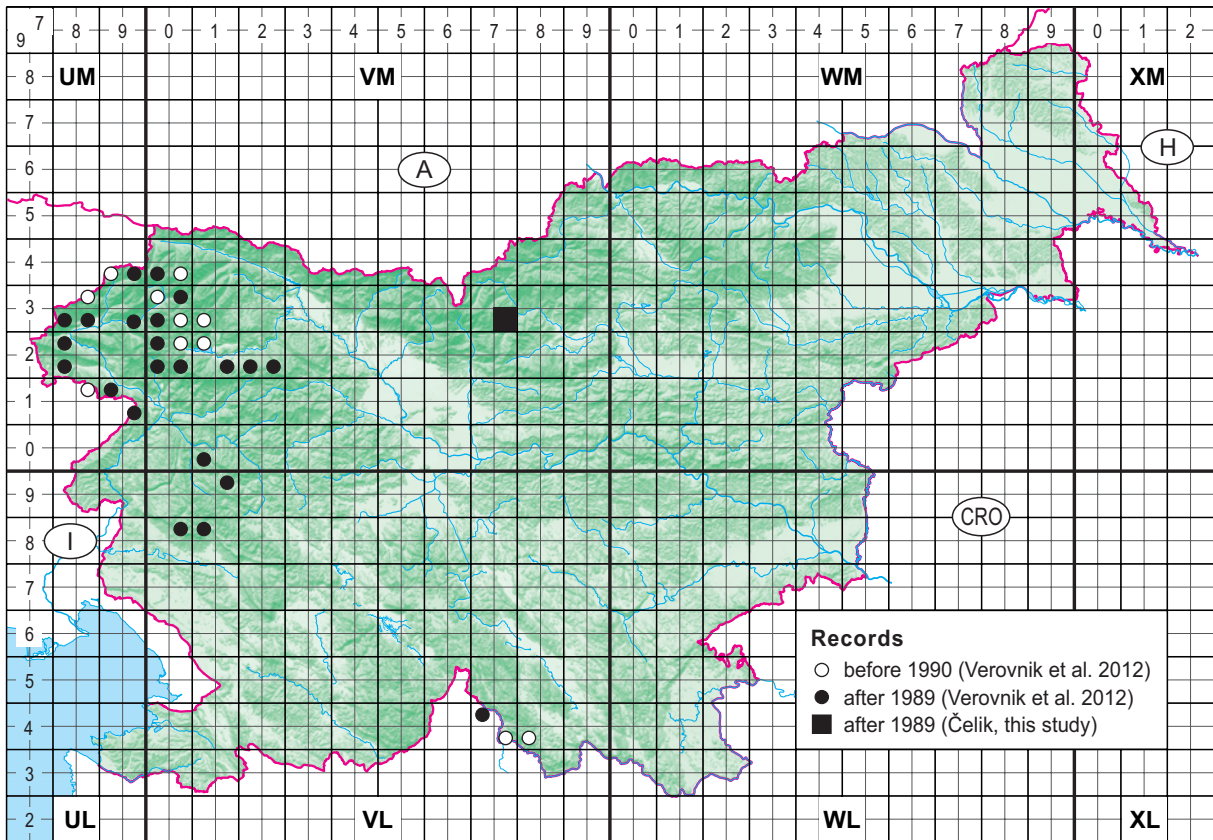 7 8 9 0 1 2 3 4 5 6 7 8 9 0 1 2 3 4 5 6 7 8 9 0 1 2
9
8 UM VM WM XM
7
H
6 A
5
4
3
2
1
0
9
CRO
8 I
7
6
Records
before 1990 (Verovnik et al. 2012)
5
after 1989 (Verovnik et al. 2012)
4
after 1989 (Čelik, this study)
3
2 UL VL WL XL